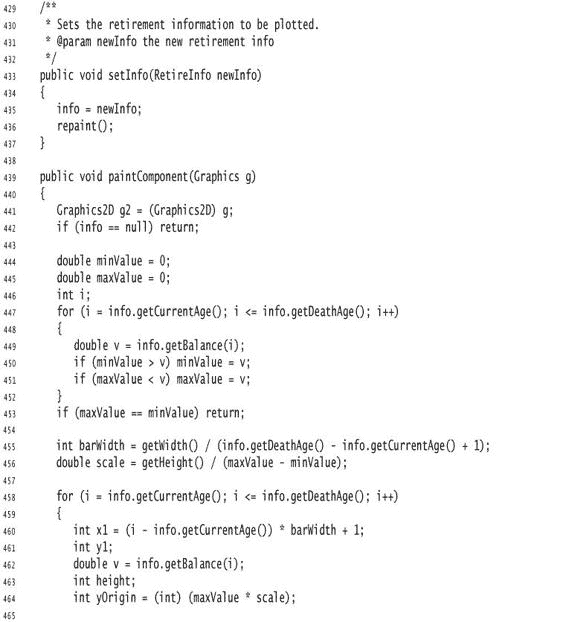 429 /**
430  * Sets the retirement information to be plotted.
431  * @param newInfo the new retirement info
432  */
433 public void setInfo(RetireInfo newInfo)
434 {
435    info = newInfo;
436    repaint();
437 }
438
439 public void paintComponent(Graphics g)
440 {
441    Graphics2D g2 = (Graphics2D) g;
442    if (info == null) return;
443
444    double minValue = 0;
445    double maxValue = 0;
446    int i;
447    for (i = info.getCurrentAge(); i <= info.getDeathAge(); i++)
448    {
449       double v = info.getBalance(i);
450       if (minValue > v) minValue = v;
451       if (maxValue < v) maxValue = v;
452    }
453    if (maxValue == minValue) return;
454
455    int barWidth = getWidth() / (info.getDeathAge() - info.getCurrentAge() + 1);
456    double scale = getHeight() / (maxValue - minValue);
457
458    for (i = info.getCurrentAge(); i <= info.getDeathAge(); i++)
459    {
460       int x1 = (i - info.getCurrentAge()) * barWidth + 1;
461       int y1;
462       double v = info.getBalance(i);
463       int height;
464       int yOrigin = (int) (maxValue * scale);
465